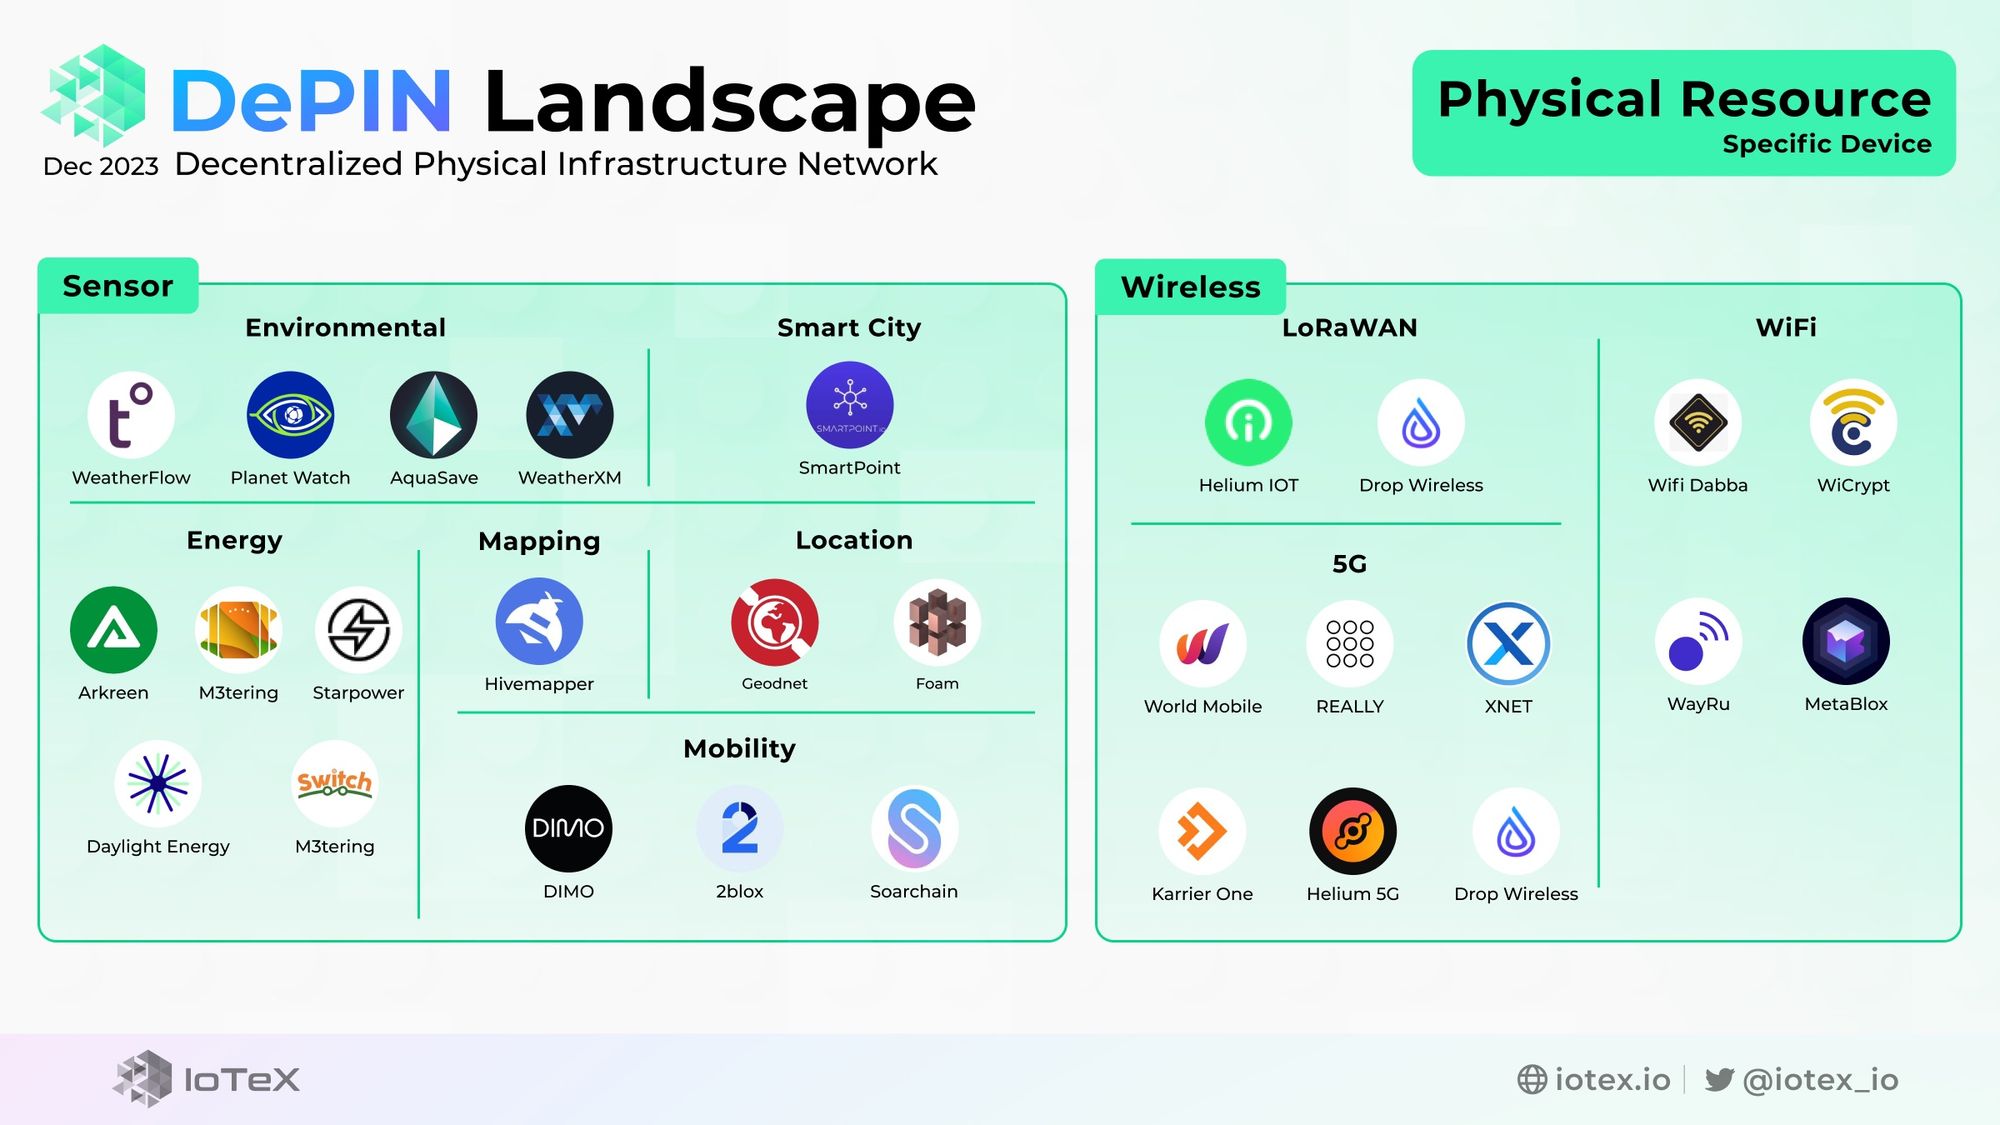 DePIN Landscape
Dec 2023 Decentralized Physical Infrastructure Network
Physical Resource
Specific Device
Sensor
Environmental
t°
WeatherFlow
Planet Watch
AquaSave
XM
WeatherXM
Smart City
SMARTPOINT.io
SmartPoint
Energy
Arkreen
M3tering
Starpower
Daylight Energy
Switch
M3tering
Mapping
Hivemapper
Location
Geodnet
Foam
Mobility
DIMO
DIMO
2
2blox
S
Soarchain
Wireless
LoRaWAN
Helium IOT
Drop Wireless
5G
World Mobile
REALLY
X
XNET
Karrier One
Helium 5G
Drop Wireless
WiFi
Wifi Dabba
WiCrypt
WayRu
MetaBlox
IoTeX
iotex.io
@iotex_io